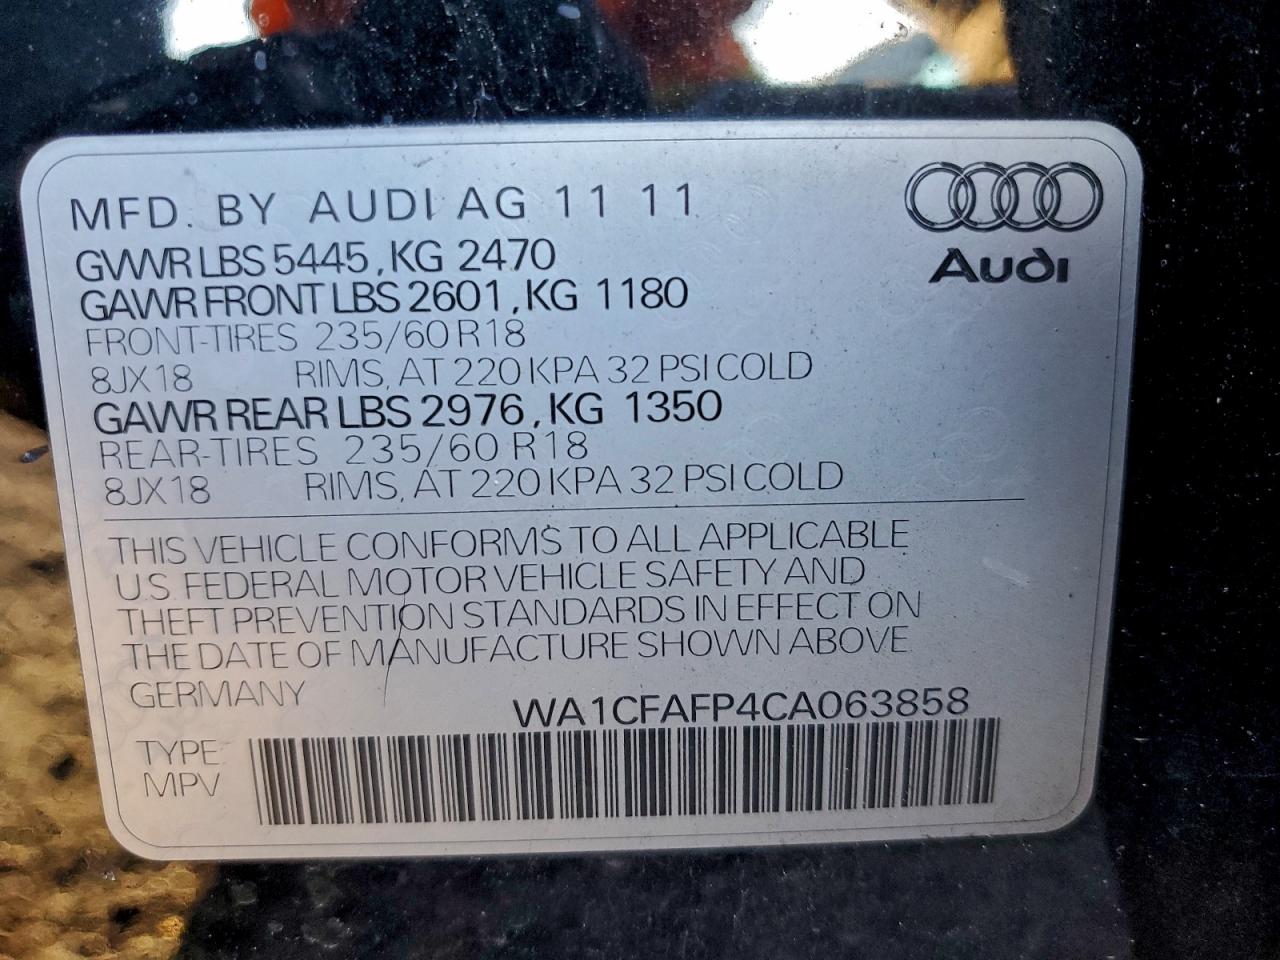 MFD. BY AUDI AG 11 11
Audi
GVWR LBS 5445, KG 2470
GAWR FRONT LBS 2601, KG 1180
FRONT-TIRES 235/60 R18
8JX18 RIMS, AT 220 KPA 32 PSI COLD
GAWR REAR LBS 2976, KG 1350
REAR-TIRES 235/60 R18
8JX18 RIMS, AT 220 KPA 32 PSI COLD
THIS VEHICLE CONFORMS TO ALL APPLICABLE
U.S. FEDERAL MOTOR VEHICLE SAFETY AND
THEFT PREVENTION STANDARDS IN EFFECT ON
THE DATE OF MANUFACTURE SHOWN ABOVE
GERMANY
WA1CFAFP4CA063858
TYPE:
MPV